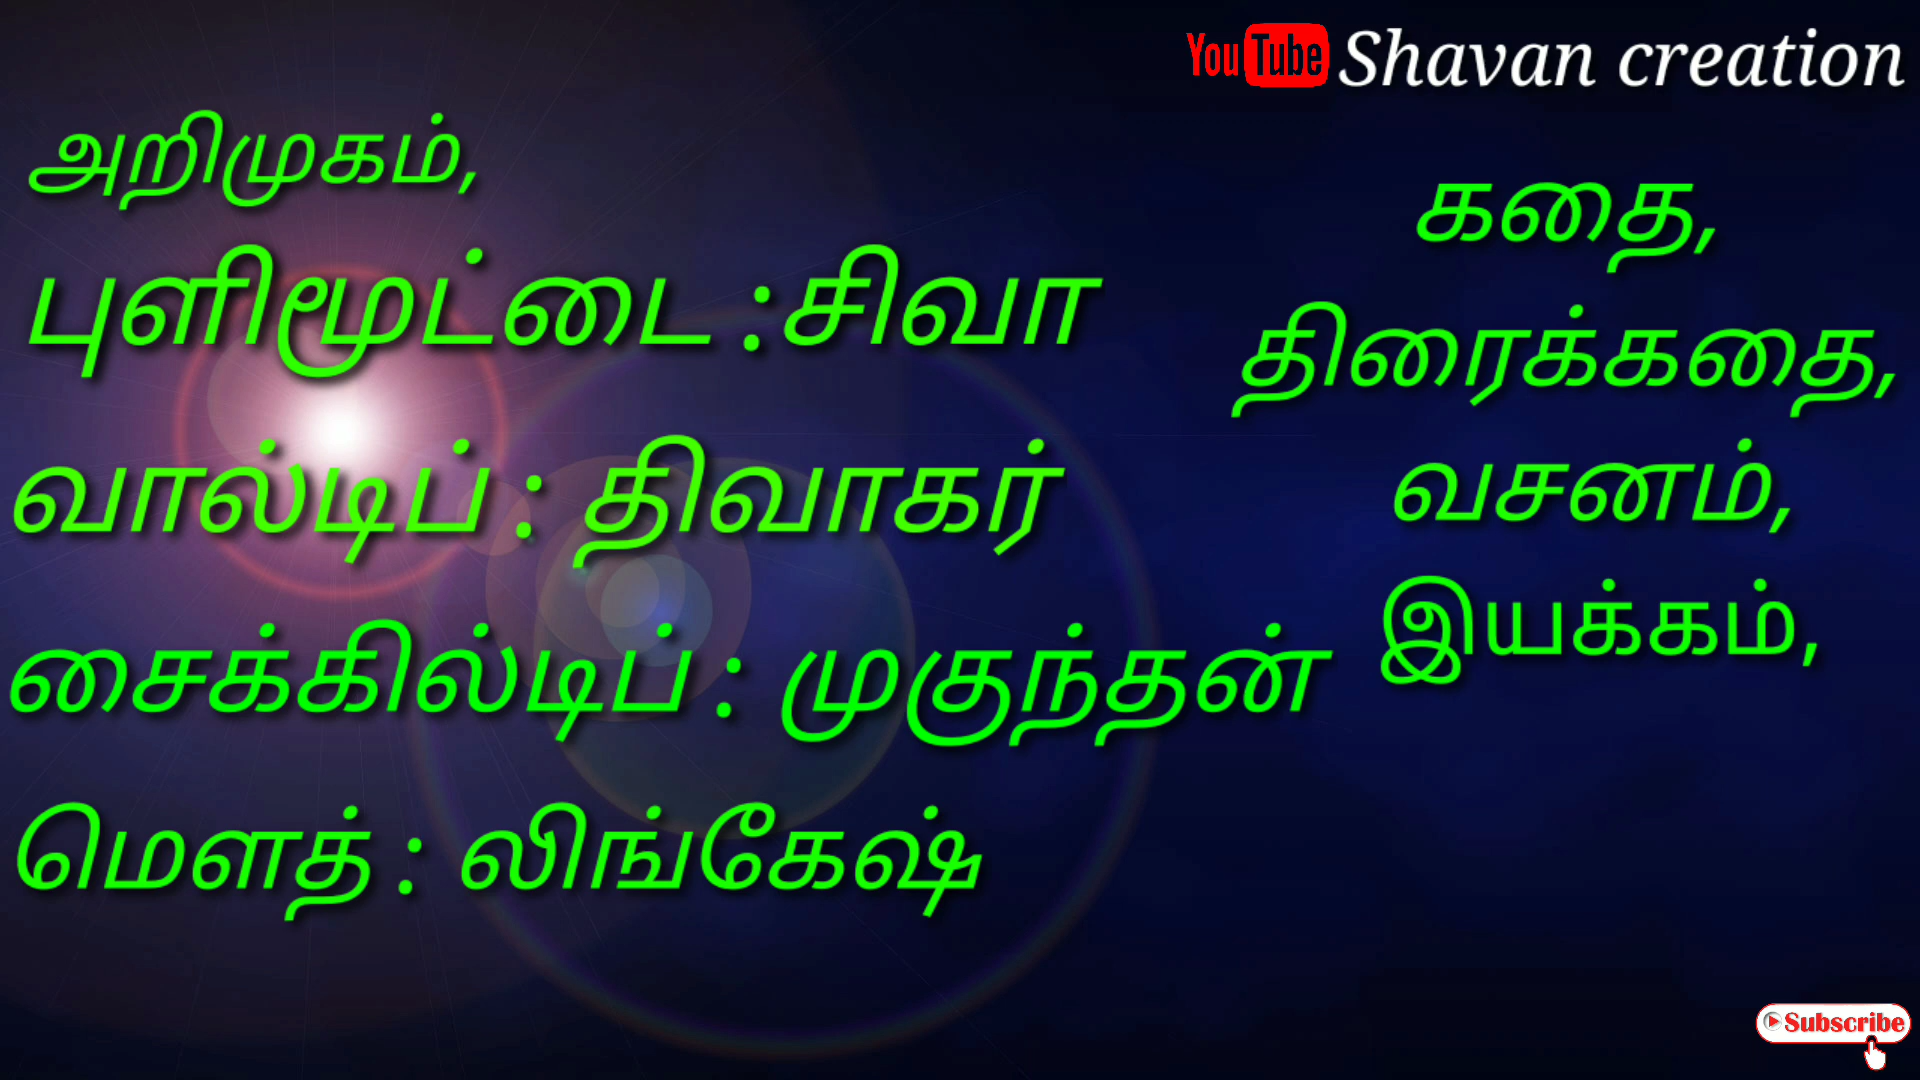 YouTube Shavan creation
அறிமுகம்,
புளிமூட்டை :சிவா
வால்டிப் : திவாகர்
சைக்கில்டிப் : முகுந்தன்
மௌத் : லிங்கேஷ்
கதை,
திரைக்கதை,
வசனம்,
இயக்கம்,
Subscribe